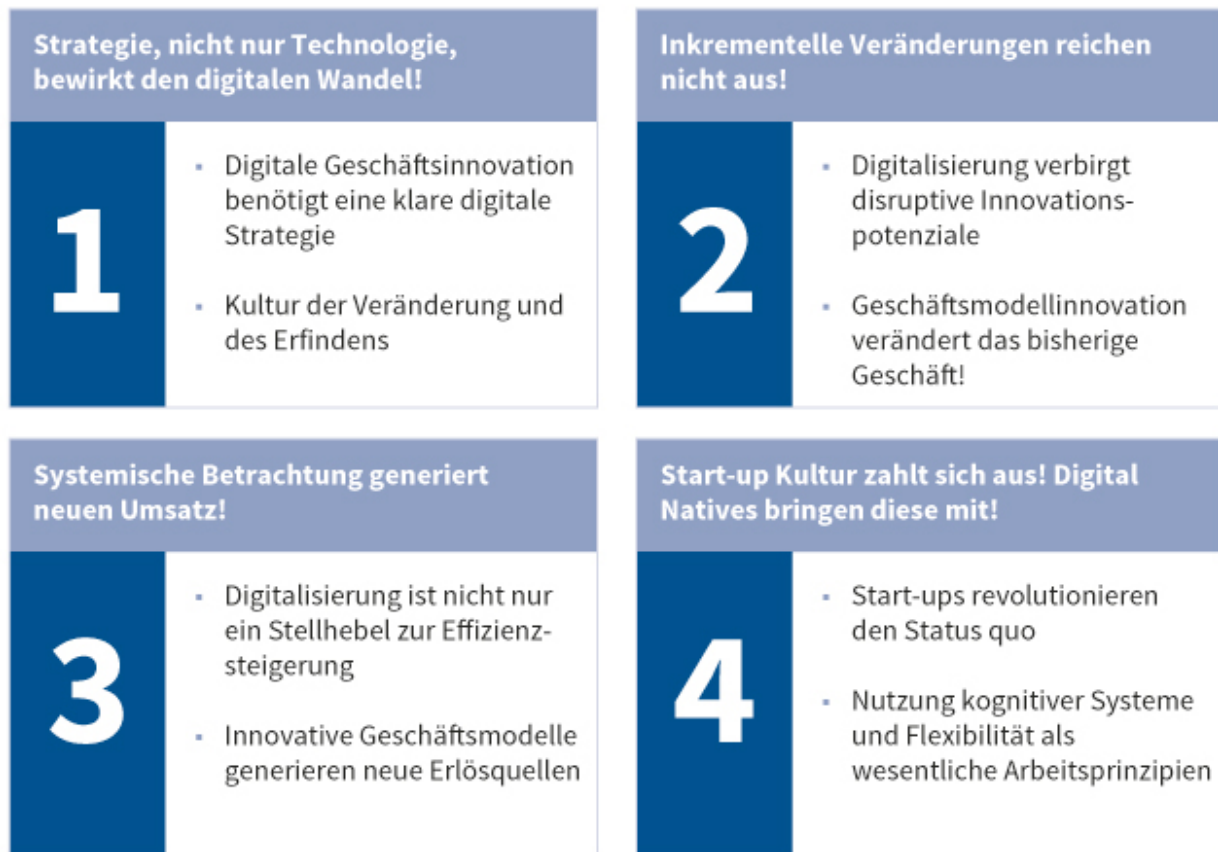 Strategie, nicht nur Technologie,
bewirkt den digitalen Wandel!
1
▪ Digitale Geschäftsinnovation
benötigt eine klare digitale
Strategie
▪ Kultur der Veränderung und
des Erfindens
Inkrementelle Veränderungen reichen
nicht aus!
2
▪ Digitalisierung verbirgt
disruptive Innovations-
potenziale
▪ Geschäftsmodellinnovation
verändert das bisherige
Geschäft!
Systemische Betrachtung generiert
neuen Umsatz!
3
▪ Digitalisierung ist nicht nur
ein Stellhebel zur Effizienz-
steigerung
▪ Innovative Geschäftsmodelle
generieren neue Erlösquellen
Start-up Kultur zahlt sich aus! Digital
Natives bringen diese mit!
4
▪ Start-ups revolutionieren
den Status quo
▪ Nutzung kognitiver Systeme
und Flexibilität als
wesentliche Arbeitsprinzipien